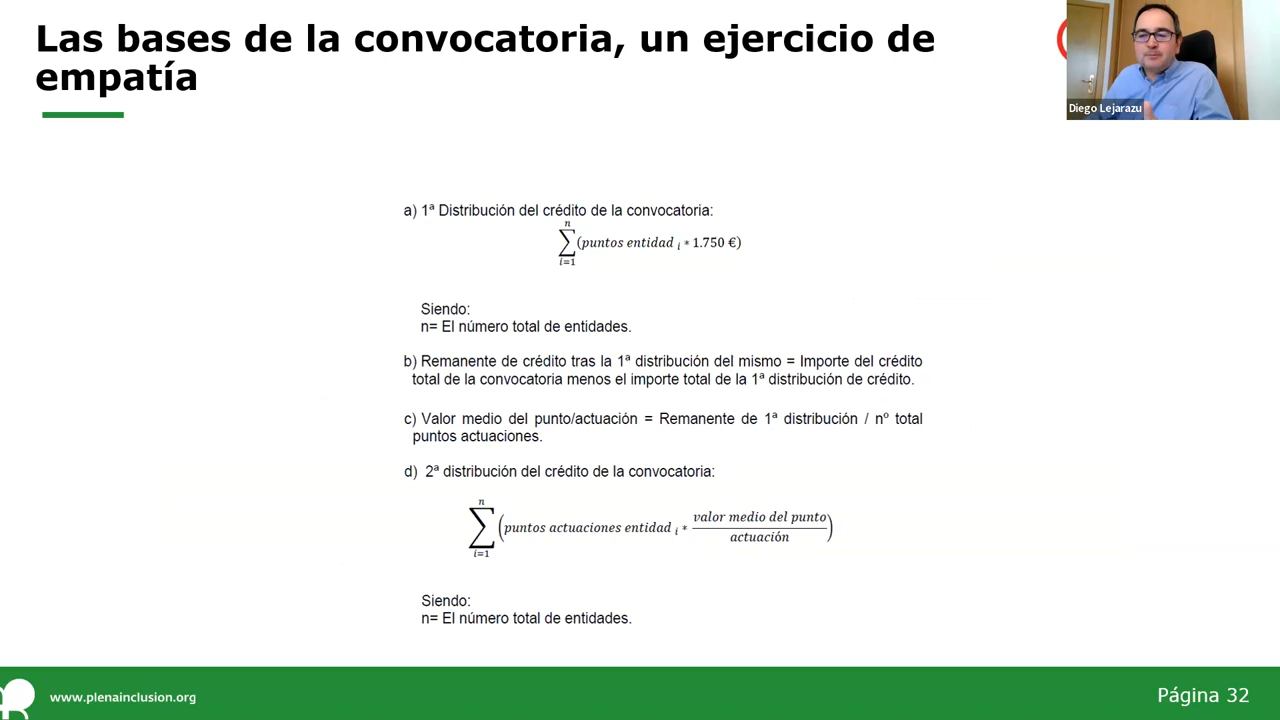 Las bases de la convocatoria, un ejercicio de
empatía
Diego Lejarazu
a) 1ª Distribución del crédito de la convocatoria:
n
∑(puntos entidad i * 1.750 €)
i=1
Siendo:
n= El número total de entidades.
b) Remanente de crédito tras la 1ª distribución del mismo = Importe del crédito
total de la convocatoria menos el importe total de la 1ª distribución de crédito.
c) Valor medio del punto/actuación = Remanente de 1ª distribución / nº total
puntos actuaciones.
d) 2ª distribución del crédito de la convocatoria:
n
∑(puntos actuaciones entidad i * valor medio del punto
actuación)
i=1
Siendo:
n= El número total de entidades.
www.plenainclusion.org
Página 32